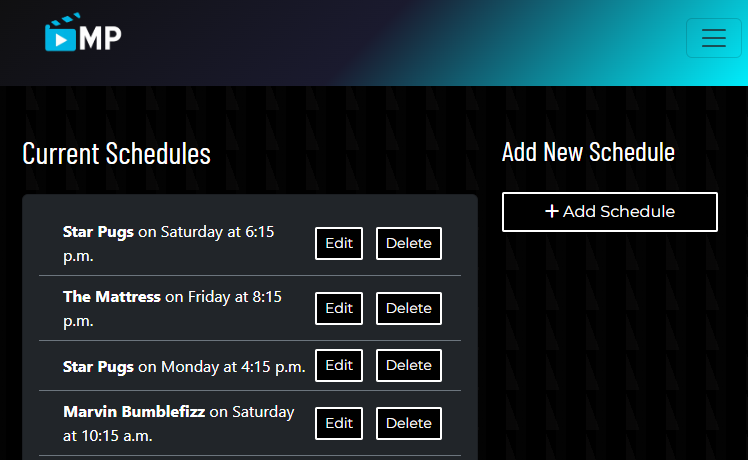 MP
Current Schedules
Add New Schedule
+ Add Schedule
Star Pugs on Saturday at 6:15
p.m.
Edit
Delete
The Mattress on Friday at 8:15
p.m.
Edit
Delete
Star Pugs on Monday at 4:15 p.m.
Edit
Delete
Marvin Bumblefizz on Saturday
at 10:15 a.m.
Edit
Delete